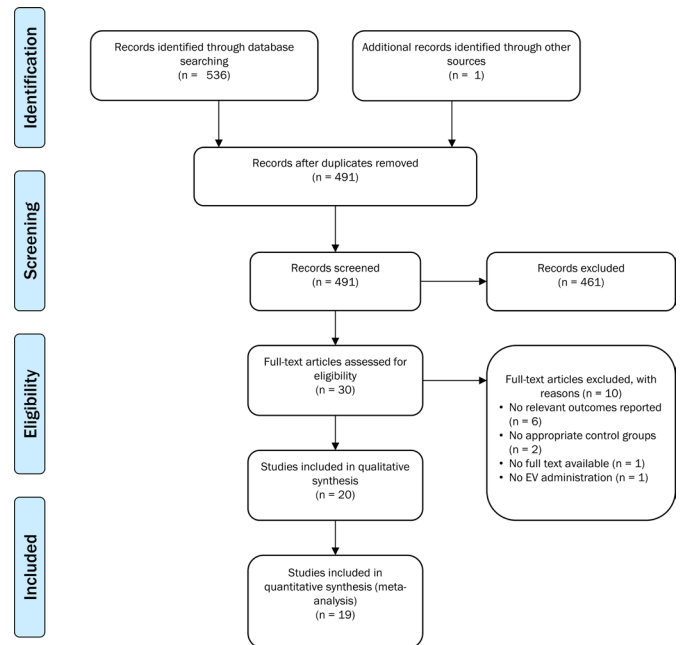 Identification
Records identified through database
searching
(n = 536)
Additional records identified through other
sources
(n = 1)
Records after duplicates removed
(n = 491)
Screening
Records screened
(n = 491)
Records excluded
(n = 461)
Eligibility
Full-text articles assessed for
eligibility
(n = 30)
Full-text articles excluded, with
reasons (n = 10)
• No relevant outcomes reported
(n = 6)
• No appropriate control groups
(n = 2)
• No full text available (n = 1)
• No EV administration (n = 1)
Studies included in qualitative
synthesis
(n = 20)
Included
Studies included in
quantitative synthesis (meta-
analysis)
(n = 19)